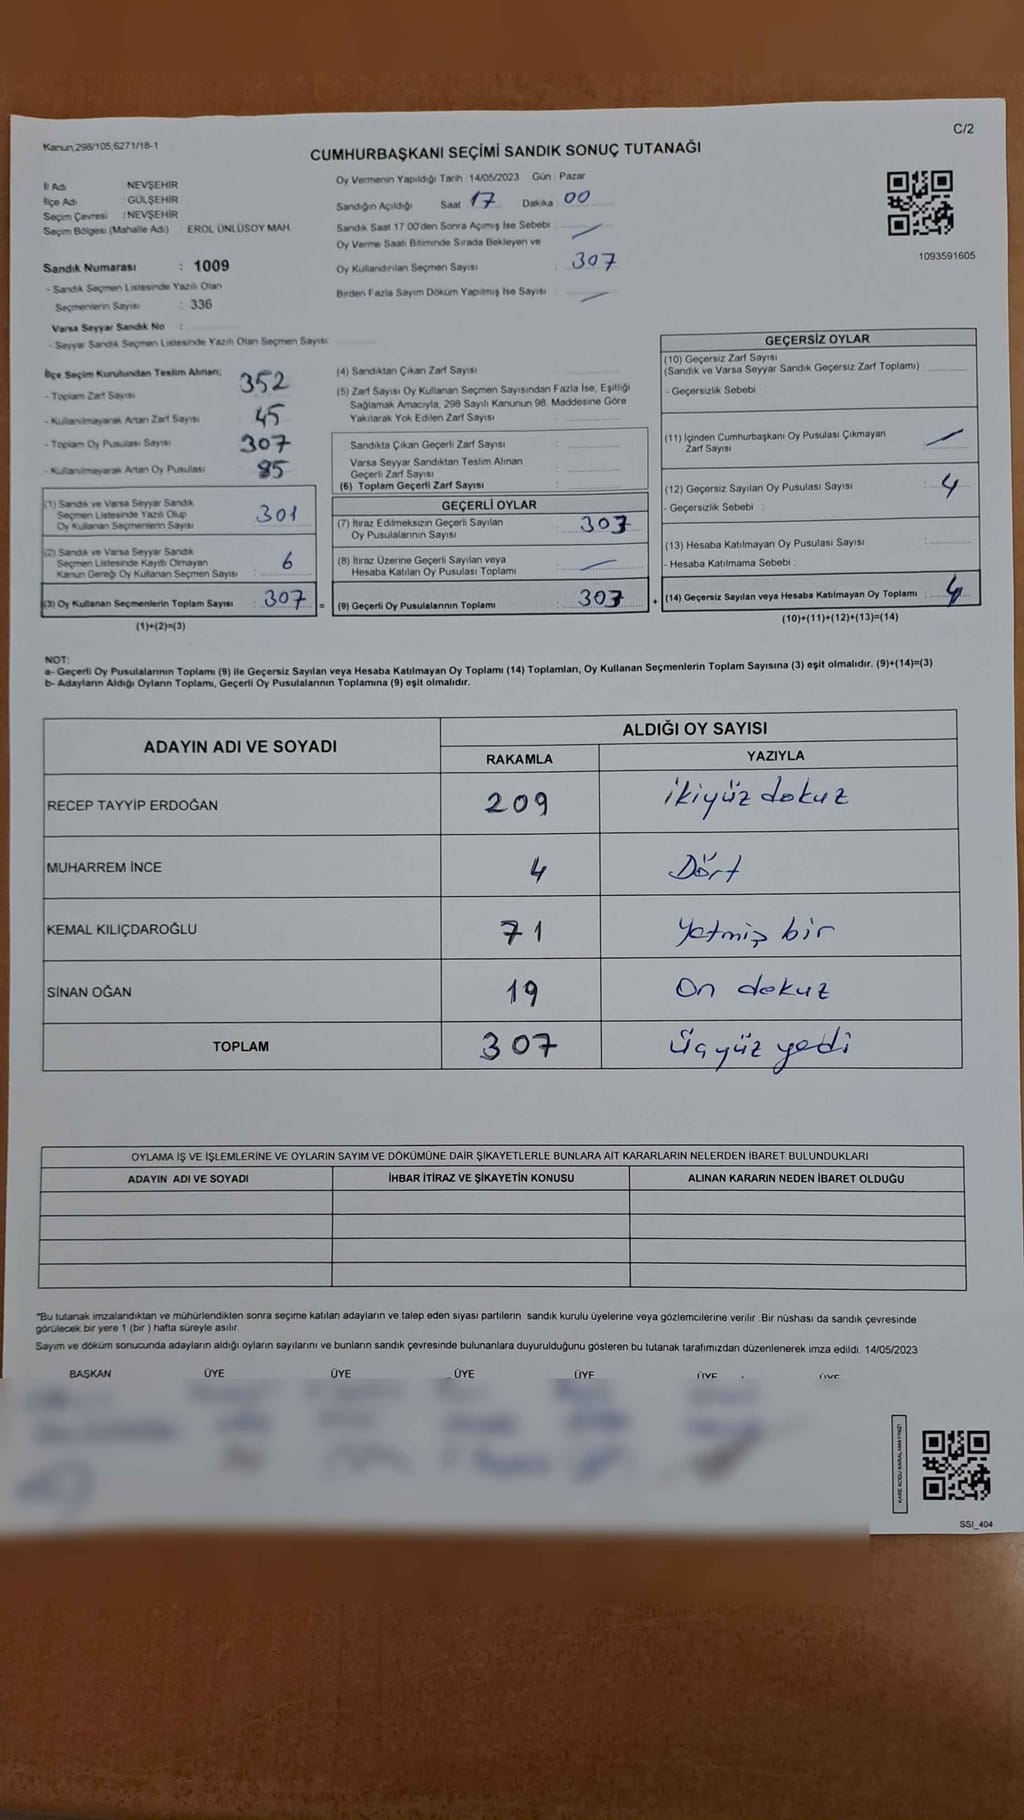 C/2
Kanun,298/105,6271/18-1
CUMHURBAŞKANI SEÇİMİ SANDIK SONUÇ TUTANAĞI
İl Adı : NEVŞEHİR
İlçe Adı : GÜLŞEHİR
Seçim Çevresi : NEVŞEHİR
Seçim Bölgesi (Mahalle Adı) : EROL ÜNLÜSOY MAH.
Sandık Numarası : 1009
- Sandık Seçmen Listesinde Yazılı Olan
Seçmenlerin Sayısı : 336
Varsa Seyyar Sandık No :
- Seyyar Sandık Seçmen Listesinde Yazılı Olan Seçmen Sayısı:
Oy Vermenin Yapıldığı Tarih : 14/05/2023 Gün : Pazar
Sandığın Açıldığı Saat : 17 Dakika : 00
Sandık Saat 17.00'den Sonra Açımış İse Sebebi :
Oy Verme Saati Bitiminde Sırada Bekleyen ve
Oy Kullandırılan Seçmen Sayısı : 307
Birden Fazla Sayım Döküm Yapılmış İse Sayısı :
1093591605
İlçe Seçim Kurulundan Teslim Alınan;
- Toplam Zarf Sayısı 352
- Kullanılmayarak Artan Zarf Sayısı 45
- Toplam Oy Pusulası Sayısı 307
- Kullanılmayarak Artan Oy Pusulası 85
(1) Sandık ve Varsa Seyyar Sandık
Seçmen Listesinde Yazılı Olup
Oy Kullanan Seçmenlerin Sayısı : 301
(2) Sandık ve Varsa Seyyar Sandık
Seçmen Listesinde Kayıtlı Olmayan
Kanun Gereği Oy Kullanan Seçmen Sayısı : 6
(3) Oy Kullanan Seçmenlerin Toplam Sayısı : 307 =
(1)+(2)=(3)
(4) Sandıktan Çıkan Zarf Sayısı :
(5) Zarf Sayısı Oy Kullanan Seçmen Sayısından Fazla İse, Eşitliği
Sağlamak Amacıyla, 298 Sayılı Kanunun 98. Maddesine Göre
Yakılarak Yok Edilen Zarf Sayısı :
Sandıkta Çıkan Geçerli Zarf Sayısı :
Varsa Seyyar Sandıktan Teslim Alınan
Geçerli Zarf Sayısı :
(6) Toplam Geçerli Zarf Sayısı :
GEÇERLİ OYLAR
(7) İtiraz Edilmeksizin Geçerli Sayılan
Oy Pusulalarının Sayısı : 303
(8) İtiraz Üzerine Geçerli Sayılan veya
Hesaba Katılan Oy Pusulası Toplamı :
(9) Geçerli Oy Pusulalarının Toplamı : 303 +
GEÇERSİZ OYLAR
(10) Geçersiz Zarf Sayısı
(Sandık ve Varsa Seyyar Sandık Geçersiz Zarf Toplamı) :
- Geçersizlik Sebebi :
(11) İçinden Cumhurbaşkanı Oy Pusulası Çıkmayan
Zarf Sayısı :
(12) Geçersiz Sayılan Oy Pusulası Sayısı : 4
- Geçersizlik Sebebi :
(13) Hesaba Katılmayan Oy Pusulası Sayısı :
- Hesaba Katılmama Sebebi :
(14) Geçersiz Sayılan veya Hesaba Katılmayan Oy Toplamı : 4
(10)+(11)+(12)+(13)=(14)
NOT:
a- Geçerli Oy Pusulalarının Toplamı (9) ile Geçersiz Sayılan veya Hesaba Katılmayan Oy Toplamı (14) Toplamları, Oy Kullanan Seçmenlerin Toplam Sayısına (3) eşit olmalıdır. (9)+(14)=(3)
b- Adayların Aldığı Oyların Toplamı, Geçerli Oy Pusulalarının Toplamına (9) eşit olmalıdır.
ADAYIN ADI VE SOYADI
ALDIĞI OY SAYISI
RAKAMLA YAZIYLA
RECEP TAYYİP ERDOĞAN 209 ikiyüz dokuz
MUHARREM İNCE 4 Dört
KEMAL KILIÇDAROĞLU 71 Yetmiş bir
SİNAN OĞAN 19 On dokuz
TOPLAM 307 Üçyüz yedi
OYLAMA İŞ VE İŞLEMLERİNE VE OYLARIN SAYIM VE DÖKÜMÜNE DAİR ŞİKAYETLERLE BUNLARA AİT KARARLARIN NELERDEN İBARET BULUNDUKLARI
ADAYIN ADI VE SOYADI İHBAR İTİRAZ VE ŞİKAYETİN KONUSU ALINAN KARARIN NEDEN İBARET OLDUĞU
*Bu tutanak imzalandıktan ve mühürlendikten sonra seçime katılan adayların ve talep eden siyasi partilerin sandık kurulu üyelerine veya gözlemcilerine verilir. Bir nüshası da sandık çevresinde
görülecek bir yere 1 (bir ) hafta süreyle asılır.
Sayım ve döküm sonucunda adayların aldığı oyların sayılarını ve bunların sandık çevresinde bulunanlara duyurulduğunu gösteren bu tutanak tarafımızdan düzenlenerek imza edildi. 14/05/2023
BAŞKAN ÜYE ÜYE ÜYE ÜYE ÜYE ÜYE
KARE KODU KARALAMAYINIZ!
SSI_404